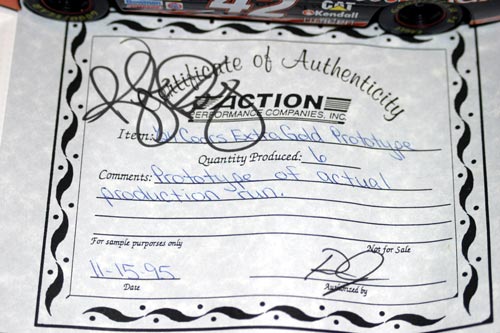 42
CAT
Kendall
Certificate of Authenticity
ACTION
PERFORMANCE COMPANIES, INC.
Item: Coors Extra Gold Prototype
Quantity Produced: 6
Comments: Prototype of actual
production run.
For sample purporses only
Not for Sale
11-15-95
Date
Authorized by